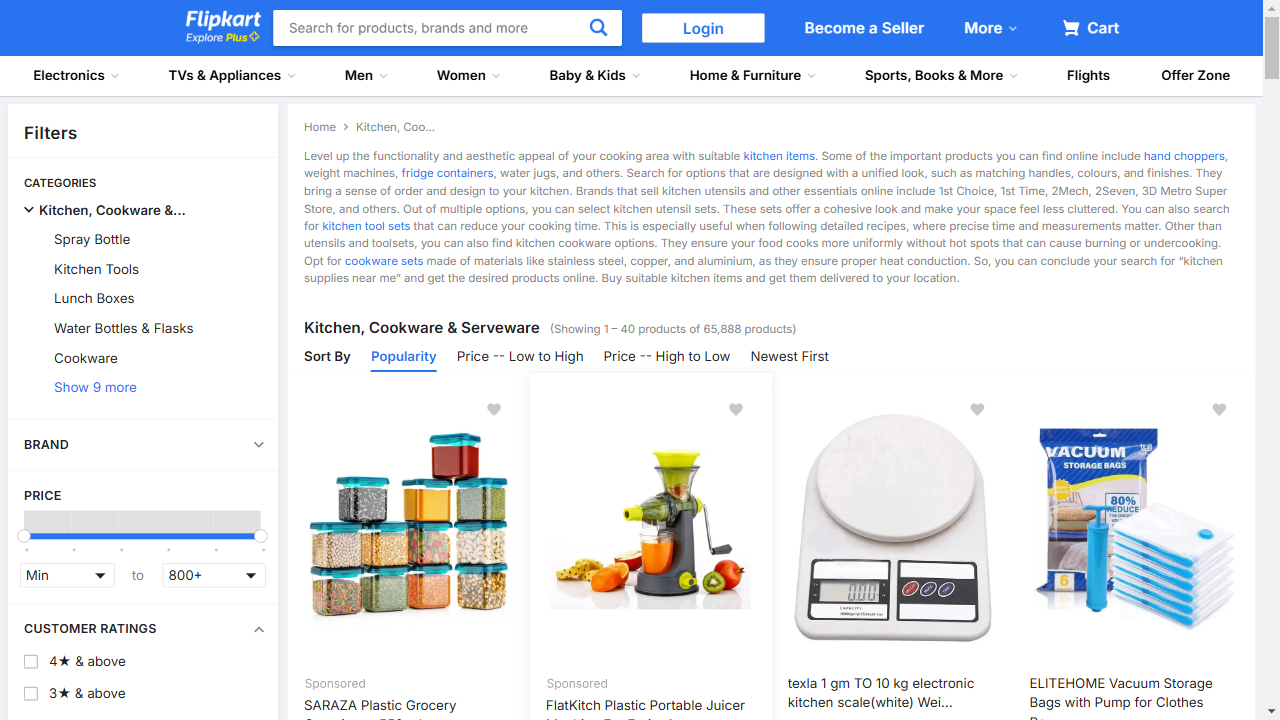 Flipkart
Explore Plus
Search for products, brands and more
Login
Become a Seller
More
Cart
Electronics
TVs & Appliances
Men
Women
Baby & Kids
Home & Furniture
Sports, Books & More
Flights
Offer Zone
Filters
CATEGORIES
Kitchen, Cookware &...
Spray Bottle
Kitchen Tools
Lunch Boxes
Water Bottles & Flasks
Cookware
Show 9 more
BRAND
PRICE
Min
to
800+
CUSTOMER RATINGS
4★ & above
3★ & above
Home
Kitchen, Coo...
Level up the functionality and aesthetic appeal of your cooking area with suitable kitchen items. Some of the important products you can find online include hand choppers,
weight machines, fridge containers, water jugs, and others. Search for options that are designed with a unified look, such as matching handles, colours, and finishes. They
bring a sense of order and design to your kitchen. Brands that sell kitchen utensils and other essentials online include 1st Choice, 1st Time, 2Mech, 2Seven, 3D Metro Super
Store, and others. Out of multiple options, you can select kitchen utensil sets. These sets offer a cohesive look and make your space feel less cluttered. You can also search
for kitchen tool sets that can reduce your cooking time. This is especially useful when following detailed recipes, where precise time and measurements matter. Other than
utensils and toolsets, you can also find kitchen cookware options. They ensure your food cooks more uniformly without hot spots that can cause burning or undercooking.
Opt for cookware sets made of materials like stainless steel, copper, and aluminium, as they ensure proper heat conduction. So, you can conclude your search for “kitchen
supplies near me” and get the desired products online. Buy suitable kitchen items and get them delivered to your location.
Kitchen, Cookware & Serveware
(Showing 1 – 40 products of 65,888 products)
Sort By
Popularity
Price -- Low to High
Price -- High to Low
Newest First
0.00
CAPACITY
VACUUM
STORAGE BAGS
80%
REDUCE
6
Sponsored
SARAZA Plastic Grocery
Sponsored
FlatKitch Plastic Portable Juicer
texla 1 gm TO 10 kg electronic
kitchen scale(white) Wei...
ELITEHOME Vacuum Storage
Bags with Pump for Clothes